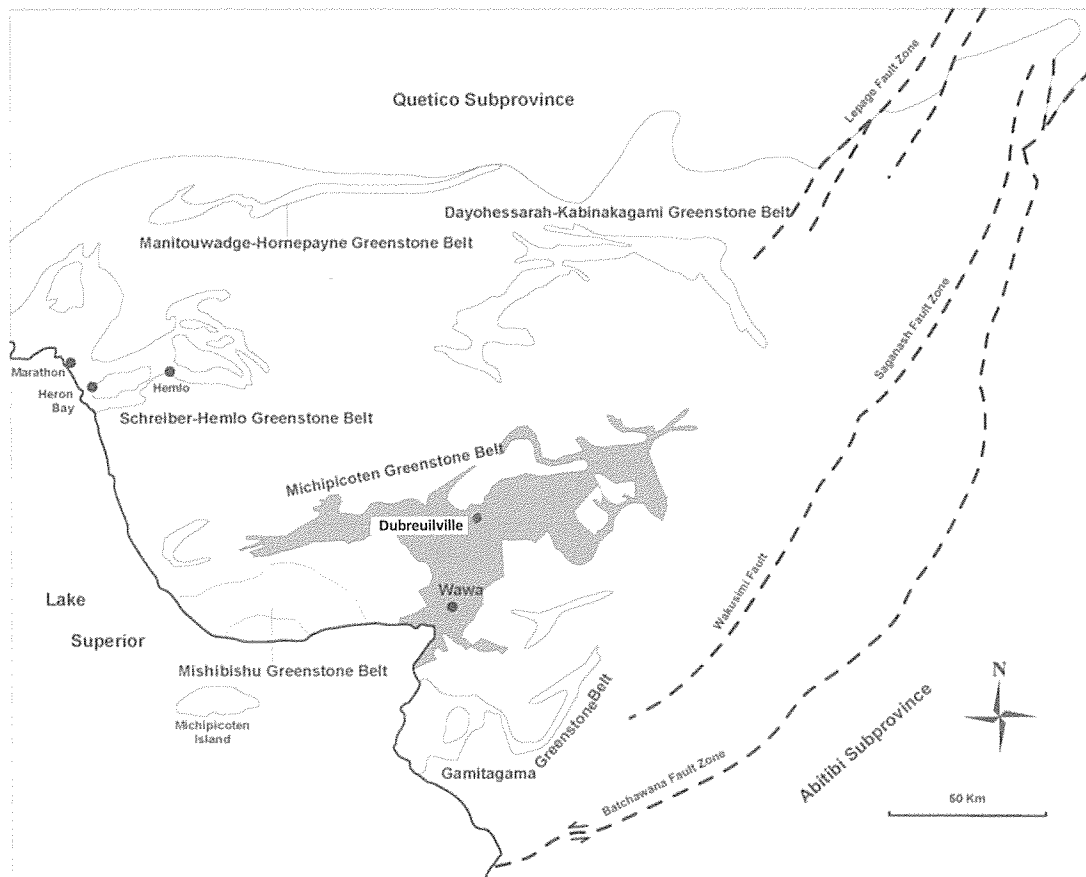 Quetico Subprovince
Lepage Fault Zone
Dayohessarah-Kabinakagami Greenstone Belt
Manitouwadge-Hornepayne Greenstone Belt
Saganash Fault Zone
Marathon
Heron
Bay
Hemlo
Schreiber-Hemlo Greenstone Belt
Michipicoten Greenstone Belt
Dubreuilville
Wawa
Wakusimi Fault
Lake
Superior
Mishibishu Greenstone Belt
Michipicoten
Island
Greenstone Belt
Gamitagama
Batchawana Fault Zone
Abitibi Subprovince
N
50 Km